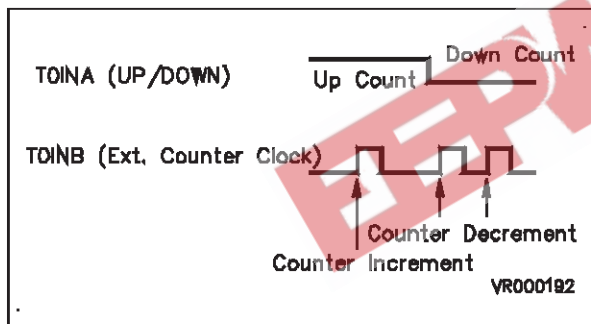 Down Count
TOINA (UP/DOWN)
Up Count
TOINB (Ext. Counter Clock)
Counter Decrement
Counter Increment
VR000192